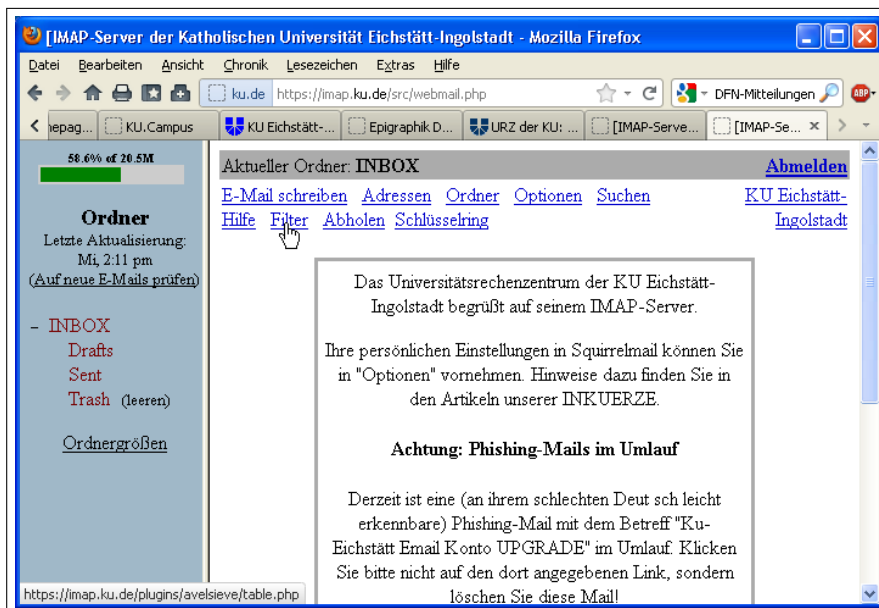 [IMAP-Server der Katholischen Universität Eichstätt-Ingolstadt - Mozilla Firefox
Datei Bearbeiten Ansicht Chronik Lesezeichen Extras Hilfe
ku.de https://imap.ku.de/src/webmail.php DFN-Mitteilungen ABP
hepag... KU.Campus KU Eichstätt-... Epigraphik D... URZ der KU: ... [IMAP-Serve... [IMAP-Se... ×
58.6% of 20.5M
Ordner
Letzte Aktualisierung:
Mi, 2:11 pm
(Auf neue E-Mails prüfen)
– INBOX
Drafts
Sent
Trash (leeren)
Ordnergrößen
Aktueller Ordner: INBOX Abmelden
E-Mail schreiben Adressen Ordner Optionen Suchen KU Eichstätt-
Hilfe Filter Abholen Schlüsselring Ingolstadt
Das Universitätsrechenzentrum der KU Eichstätt-
Ingolstadt begrüßt auf seinem IMAP-Server.
Ihre persönlichen Einstellungen in Squirrelmail können Sie
in "Optionen" vornehmen. Hinweise dazu finden Sie in
den Artikeln unserer INKUERZE.
Achtung: Phishing-Mails im Umlauf
Derzeit ist eine (an ihrem schlechten Deut sch leicht
erkennbare) Phishing-Mail mit dem Betreff "Ku-
Eichstätt Email Konto UPGRADE" im Umlauf. Klicken
Sie bitte nicht auf den dort angegebenen Link, sondern
löschen Sie diese Mail!
https://imap.ku.de/plugins/avelsieve/table.php